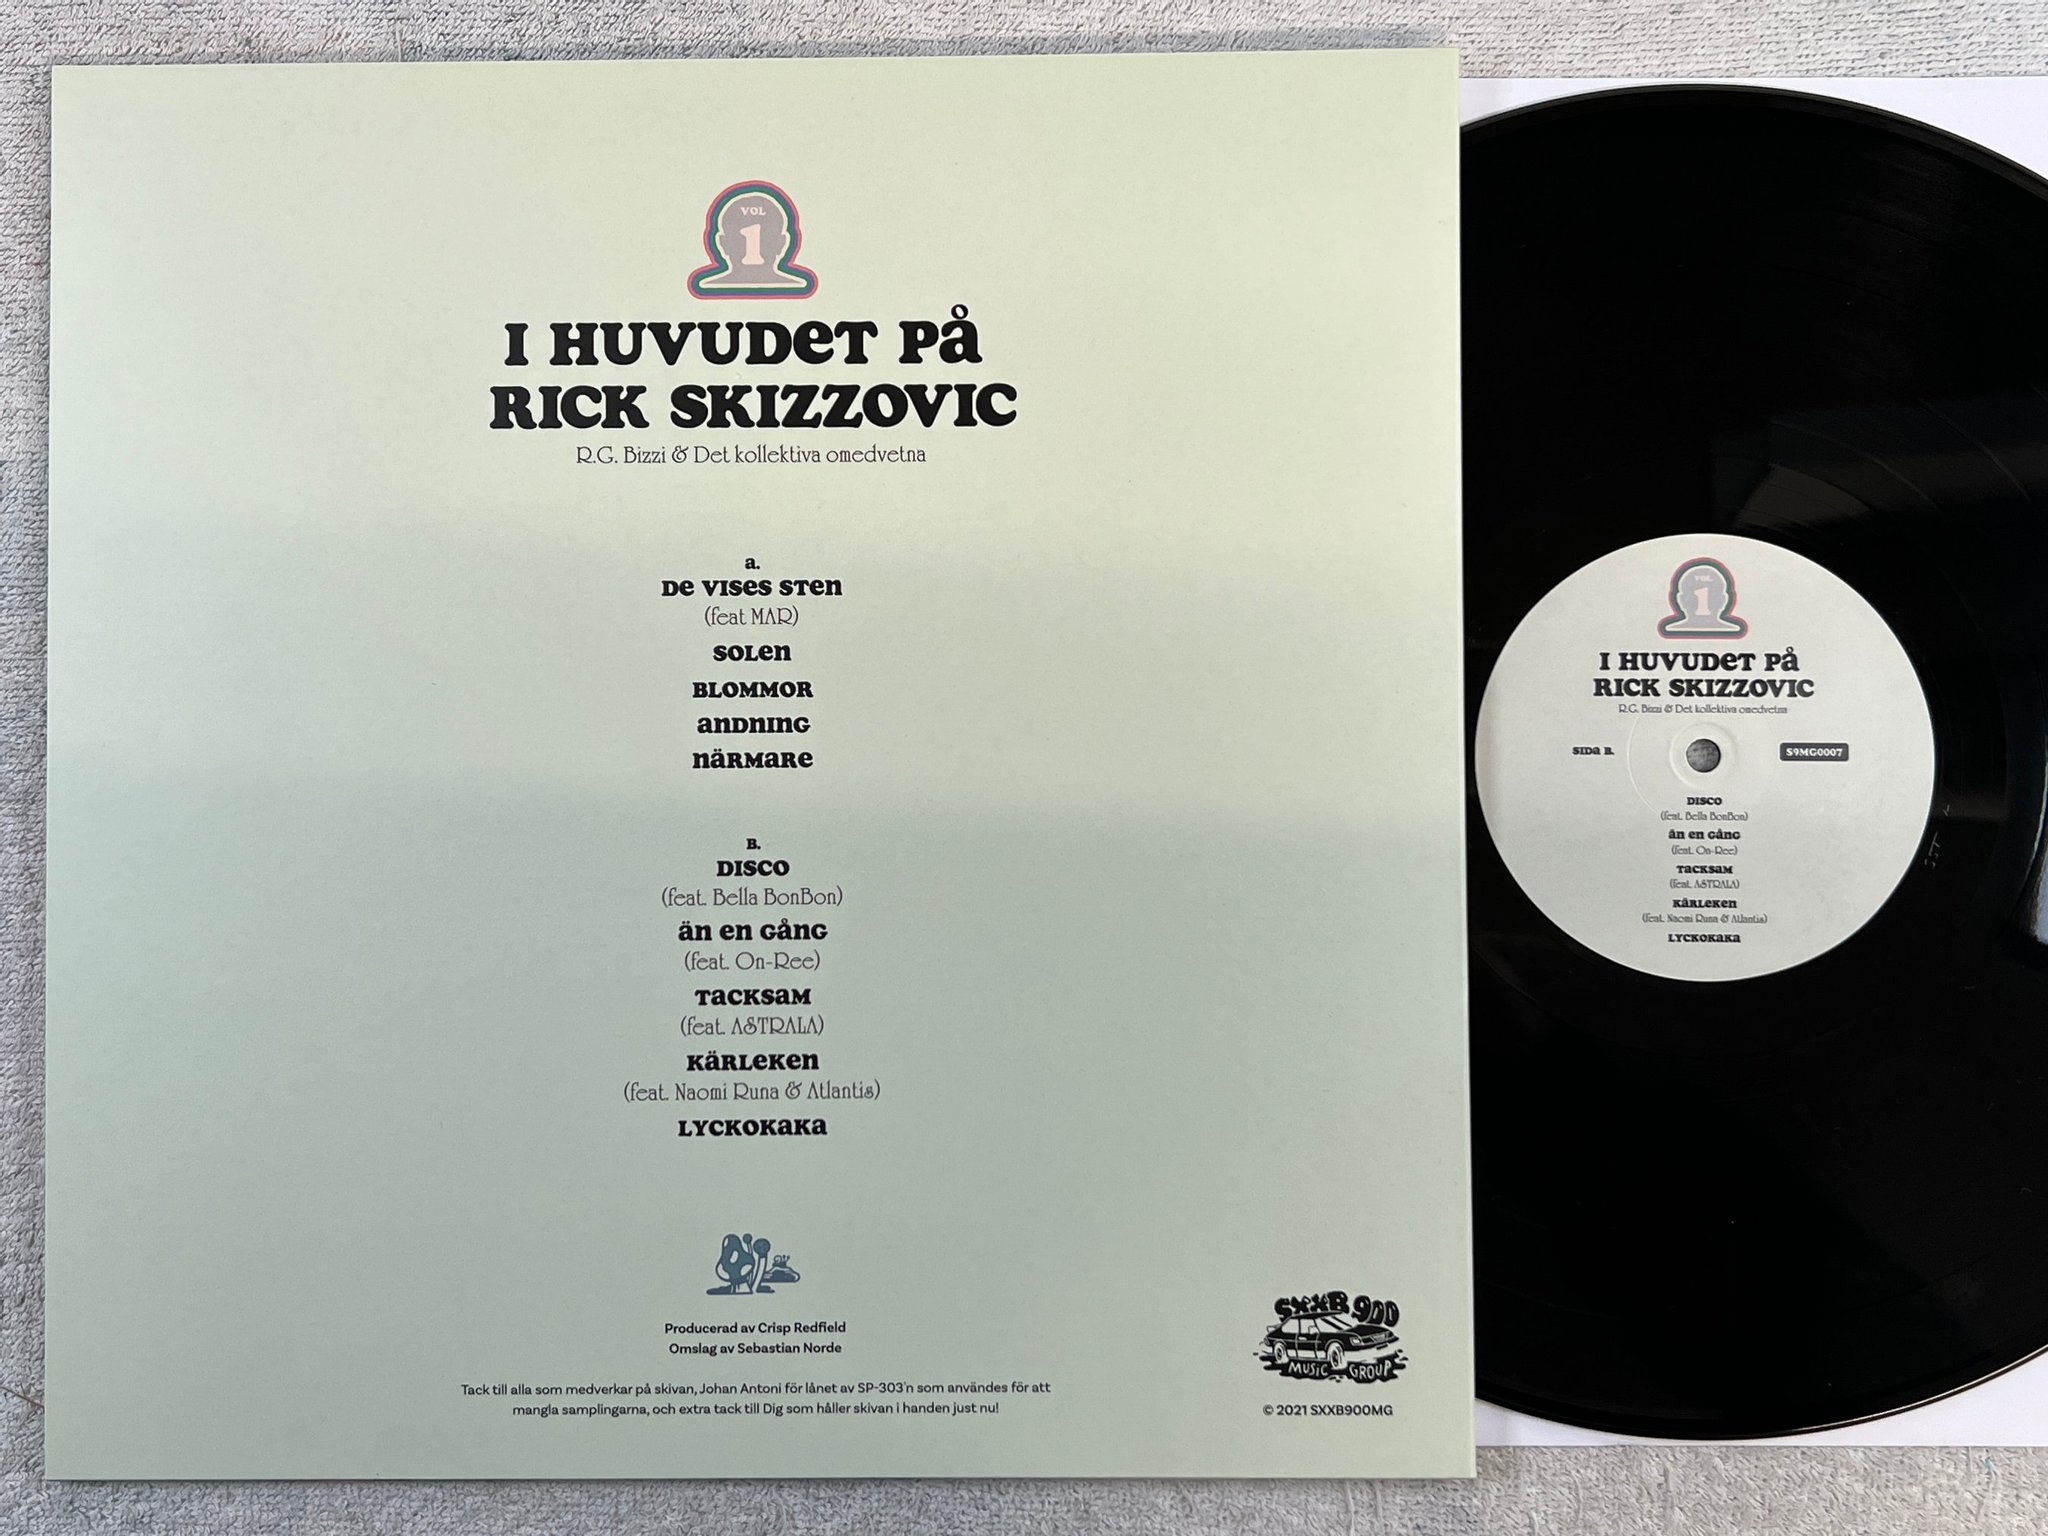 VOL
1
I HUVUDET PÅ
RICK SKIZZOVIC
R.G. Bizzi & Det kollektiva omedvetna
a.
De vises sten
(feat MAR)
solen
BLOMMOR
andning
närmare
B.
DISCO
(feat. Bella BonBon)
än en gång
(feat. On-Ree)
Tacksam
(feat. ASTRALA)
Kärleken
(feat. Naomi Runa & Atlantis)
Lyckokaka
Producerad av Crisp Redfield
Omslag av Sebastian Norde
Tack till alla som medverkar på skivan, Johan Antoni för lånet av SP-303'n som användes för att
mangla samplingarna, och extra tack till Dig som håller skivan i handen just nu!
SXXB 900
MUSIC GROUP
© 2021 SXXB900MG
VOL.
1
I HUVUDET PÅ
RICK SKIZZOVIC
R.G. Bizzi & Det kollektiva omedvetna
Sida B.
S9MG0007
DISCO
(feat. Bella BonBon)
än en gång
(feat. On-Ree)
Tacksam
(feat. ASTRALA)
Kärleken
(feat. Naomi Runa & Atlantis)
Lyckokaka